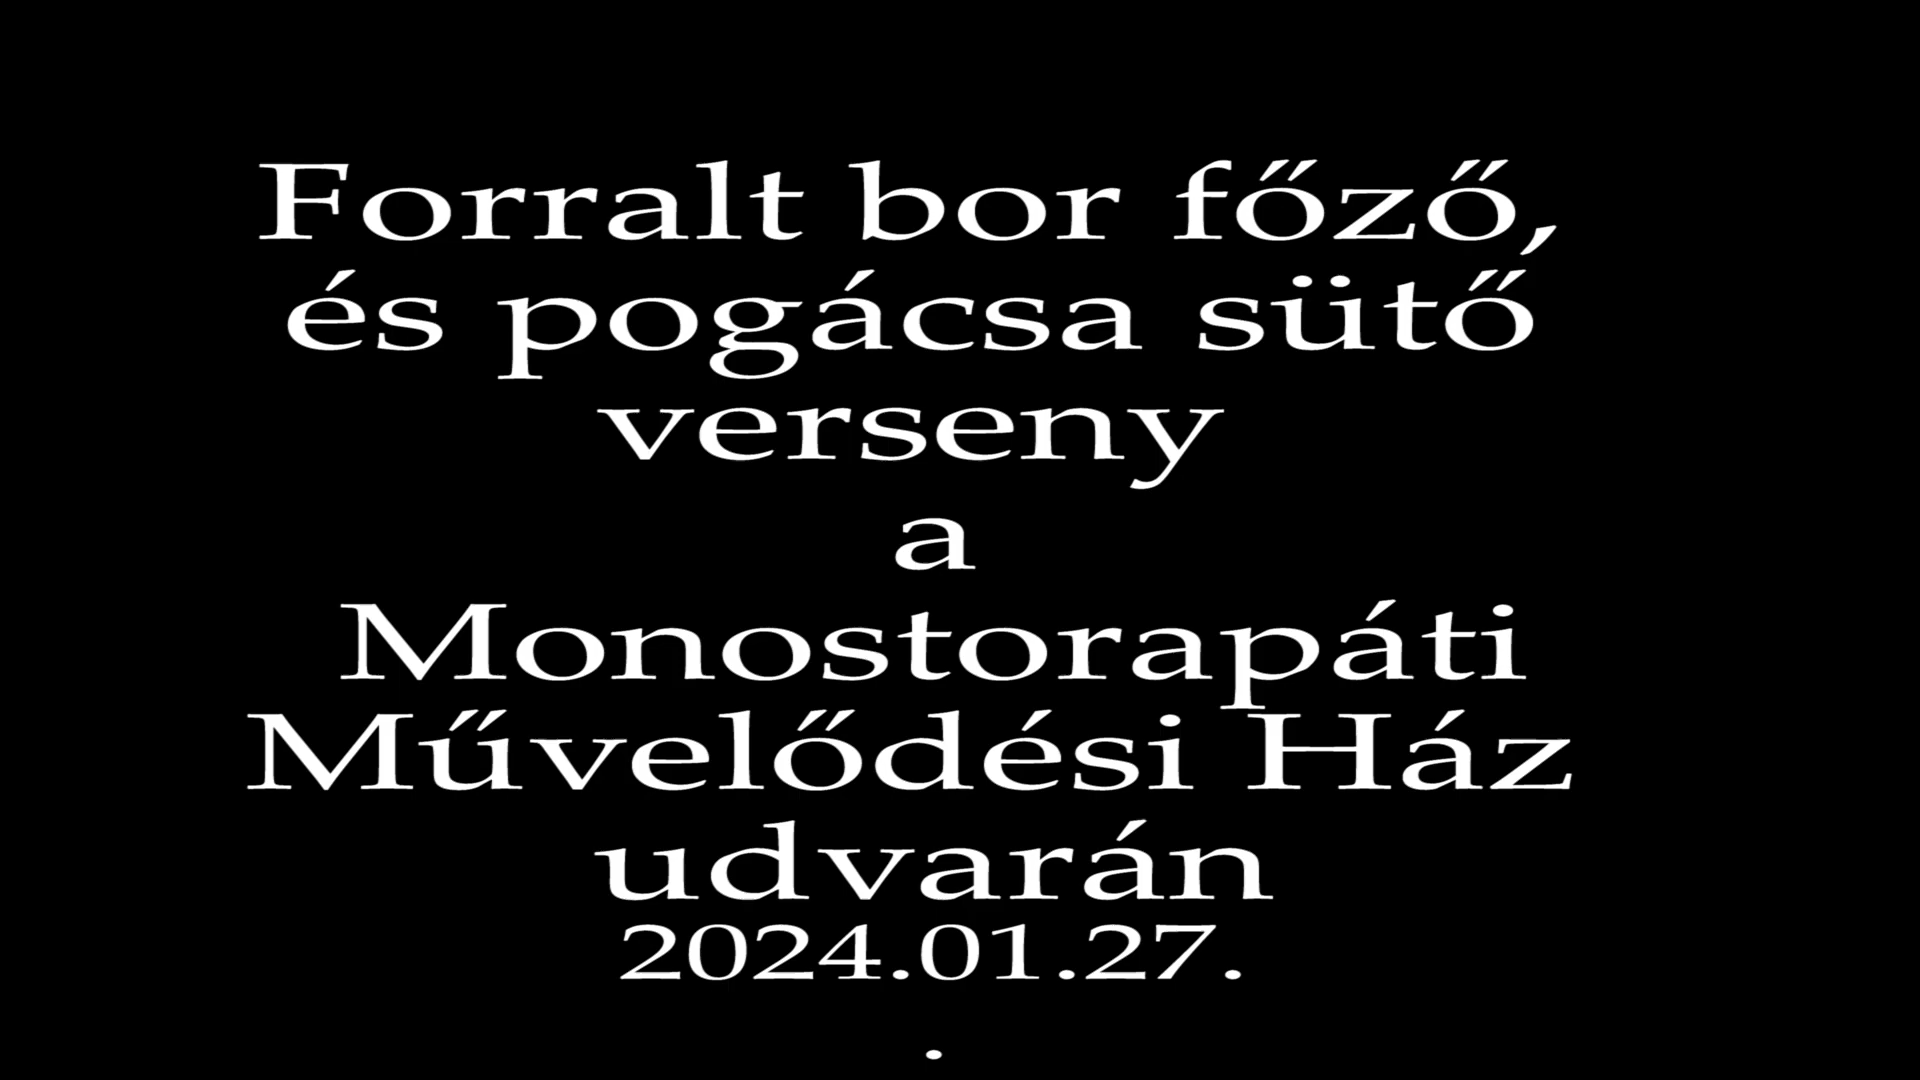 Forralt bor főző,
és pogácsa sütő
verseny
a
Monostorapáti
Művelődési Ház
udvarán
2024.01.27.
.